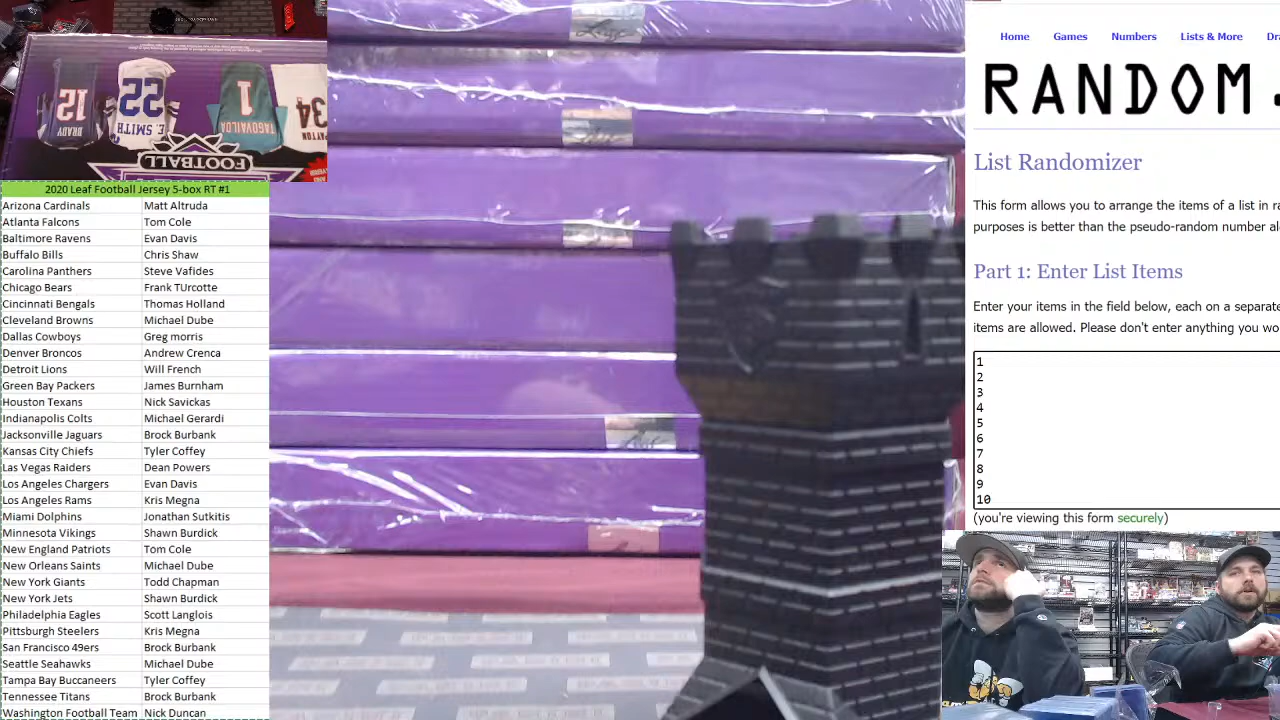 BRADY
12
E. SMITH
22
TAGOVAILOA
1
PAYTON
34
FOOTBALL
2020 Leaf Football Jersey 5-box RT #1
Arizona Cardinals Matt Altruda
Atlanta Falcons Tom Cole
Baltimore Ravens Evan Davis
Buffalo Bills Chris Shaw
Carolina Panthers Steve Vafides
Chicago Bears Frank TUrcotte
Cincinnati Bengals Thomas Holland
Cleveland Browns Michael Dube
Dallas Cowboys Greg morris
Denver Broncos Andrew Crenca
Detroit Lions Will French
Green Bay Packers James Burnham
Houston Texans Nick Savickas
Indianapolis Colts Michael Gerardi
Jacksonville Jaguars Brock Burbank
Kansas City Chiefs Tyler Coffey
Las Vegas Raiders Dean Powers
Los Angeles Chargers Evan Davis
Los Angeles Rams Kris Megna
Miami Dolphins Jonathan Sutkitis
Minnesota Vikings Shawn Burdick
New England Patriots Tom Cole
New Orleans Saints Michael Dube
New York Giants Todd Chapman
New York Jets Shawn Burdick
Philadelphia Eagles Scott Langlois
Pittsburgh Steelers Kris Megna
San Francisco 49ers Brock Burbank
Seattle Seahawks Michael Dube
Tampa Bay Buccaneers Tyler Coffey
Tennessee Titans Brock Burbank
Washington Football Team Nick Duncan
Home Games Numbers Lists & More Dra
RANDOM.
List Randomizer
This form allows you to arrange the items of a list in ra
purposes is better than the pseudo-random number al
Part 1: Enter List Items
Enter your items in the field below, each on a separate
items are allowed. Please don't enter anything you wo
1
2
3
4
5
6
7
8
9
10
(you're viewing this form securely)